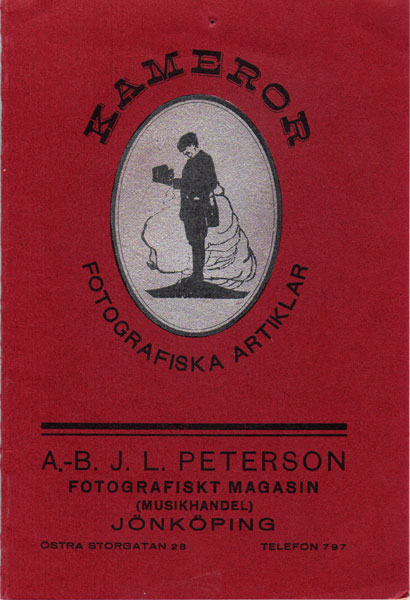 KAMEROR
FOTOGRAFISKA ARTIKLAR
A.-B. J. L. PETERSON
FOTOGRAFISKT MAGASIN
(MUSIKHANDEL)
JÖNKÖPING
ÖSTRA STORGATAN 28 TELEFON 797